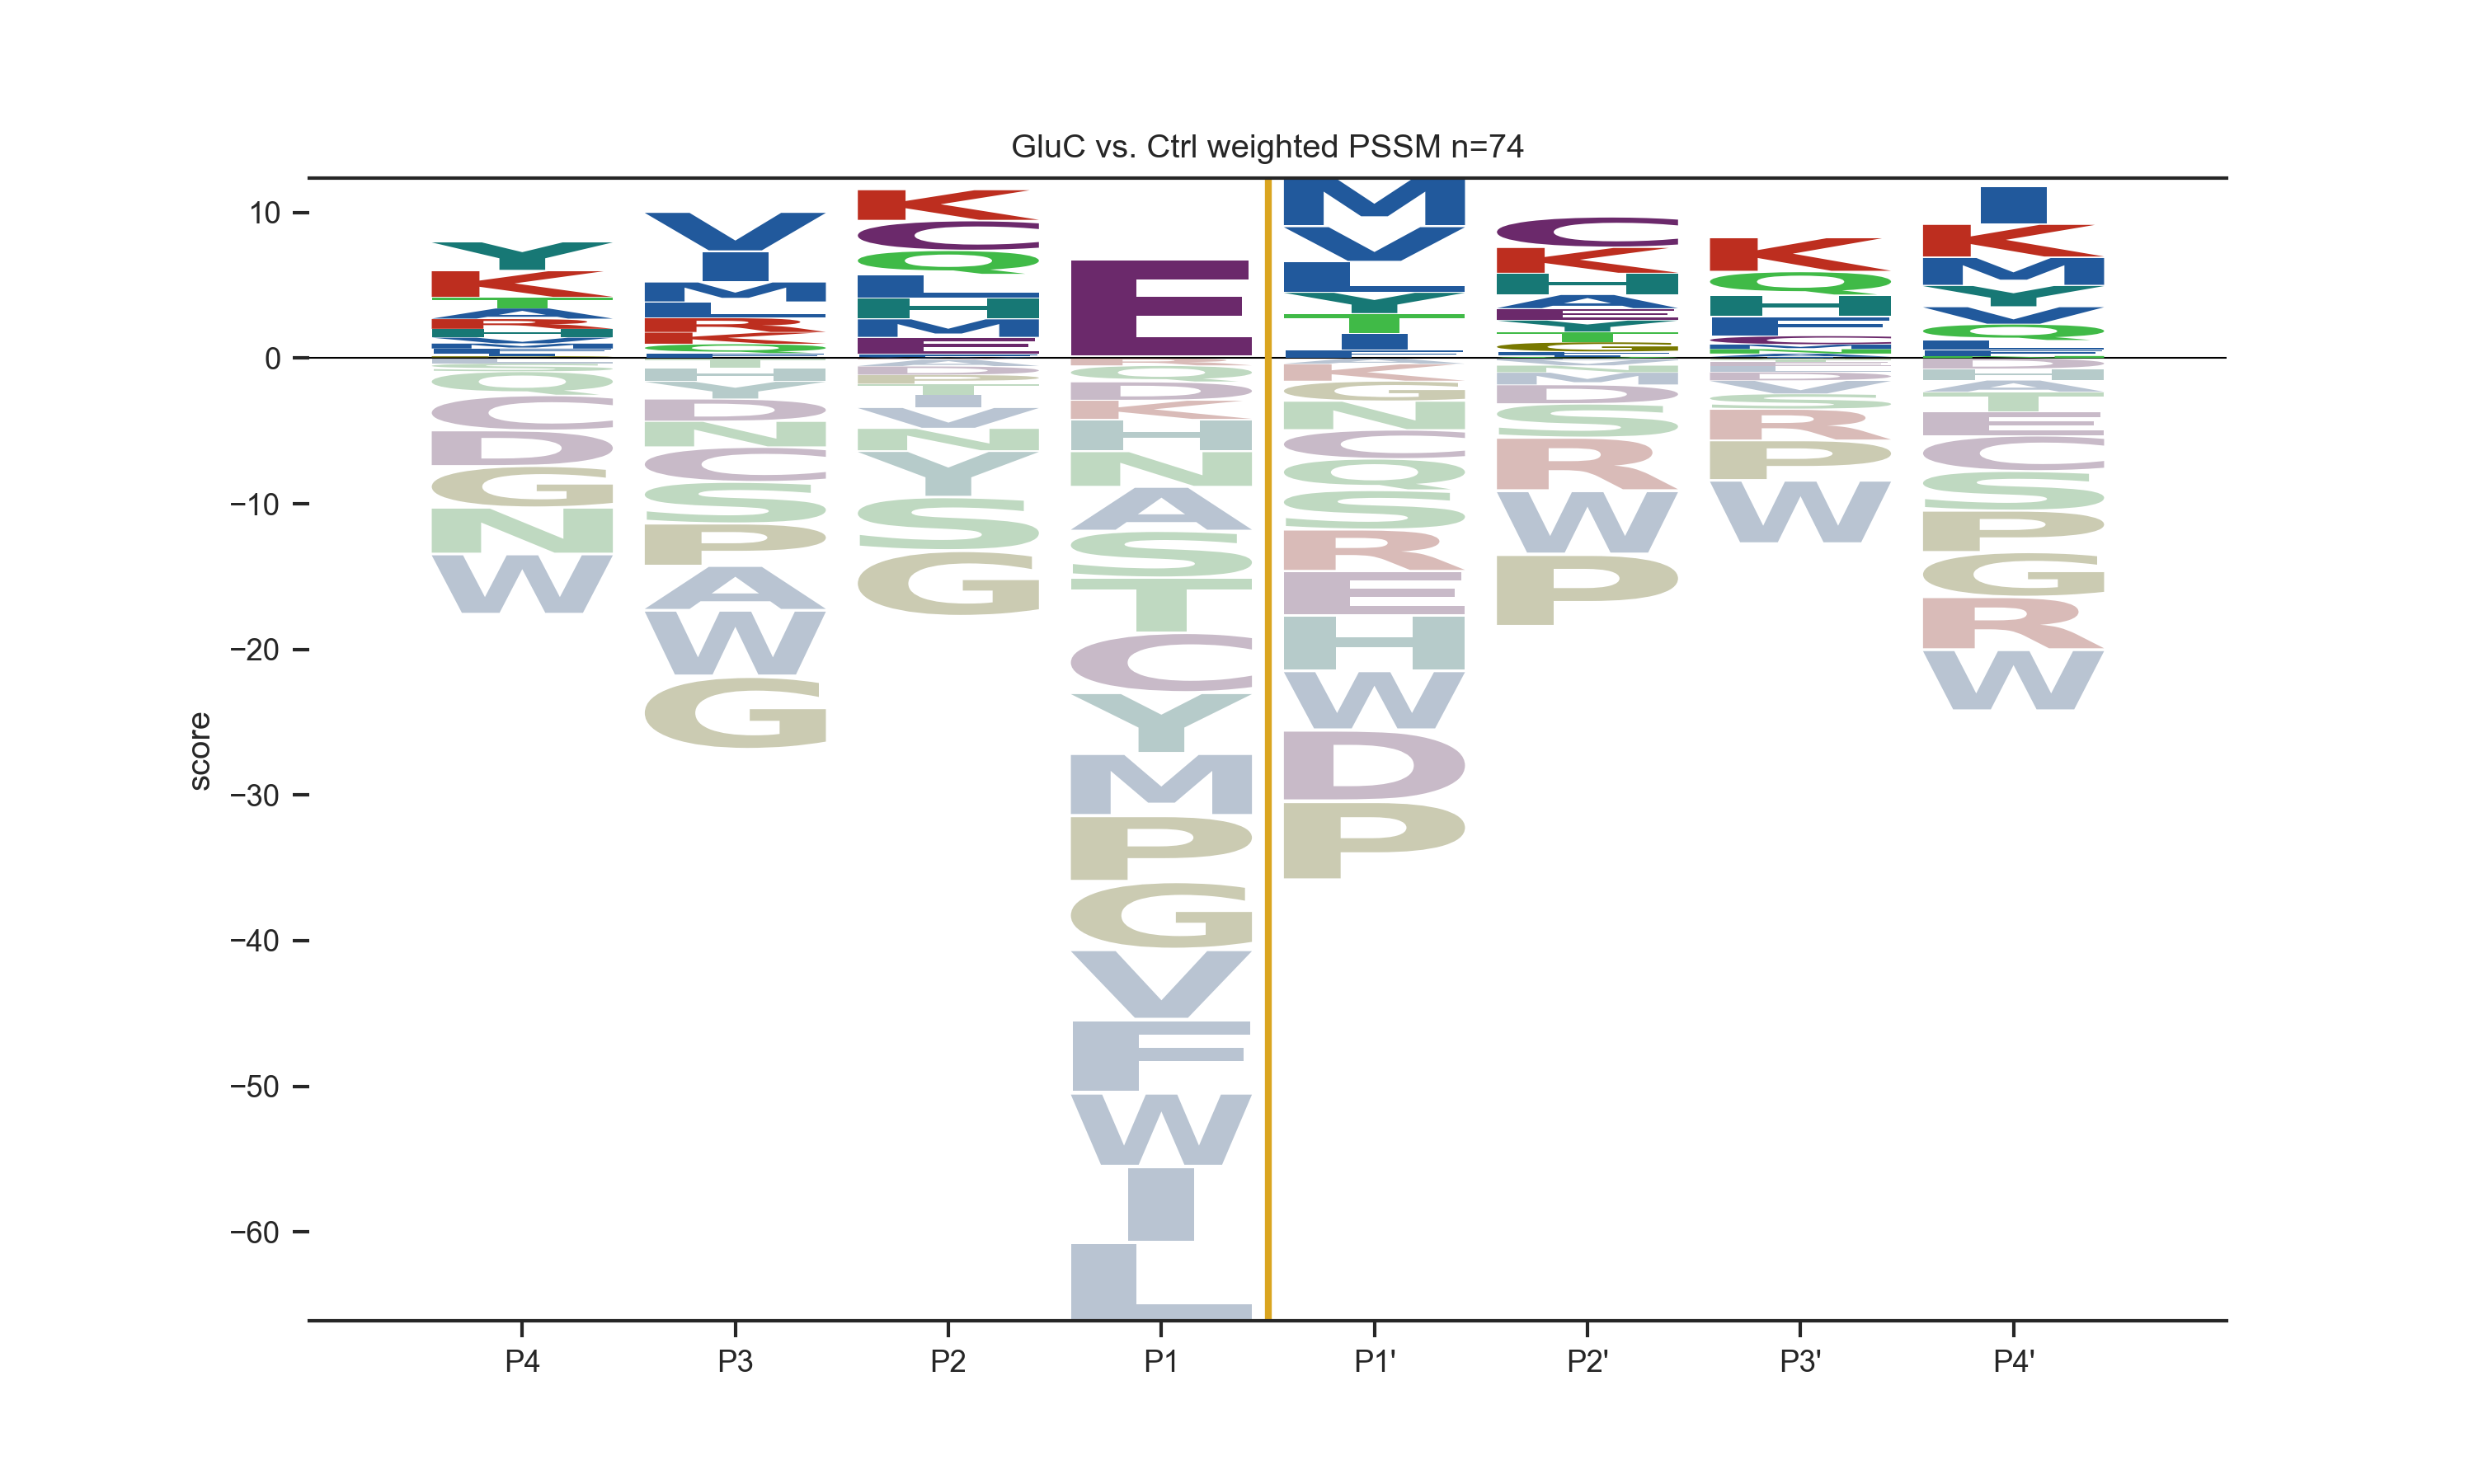 GluC vs. Ctrl weighted PSSM n=74
10
0
−10
−20
−30
−40
−50
−60
score
Y K T
V I M L R K Q
K C Q L H M E
E
M V L Y T I
C K H
K Q H F
I K M Y V Q L
Q C D G N W
H Y D N C S P A W G
D P T I V N Y S G
R Q D K H N A S T C Y M P G V F W I L
K G N C Q S R E H W D P
D S R W P
R P W
D H A T E C S P G R W
P4 P3 P2 P1 P1' P2' P3' P4'